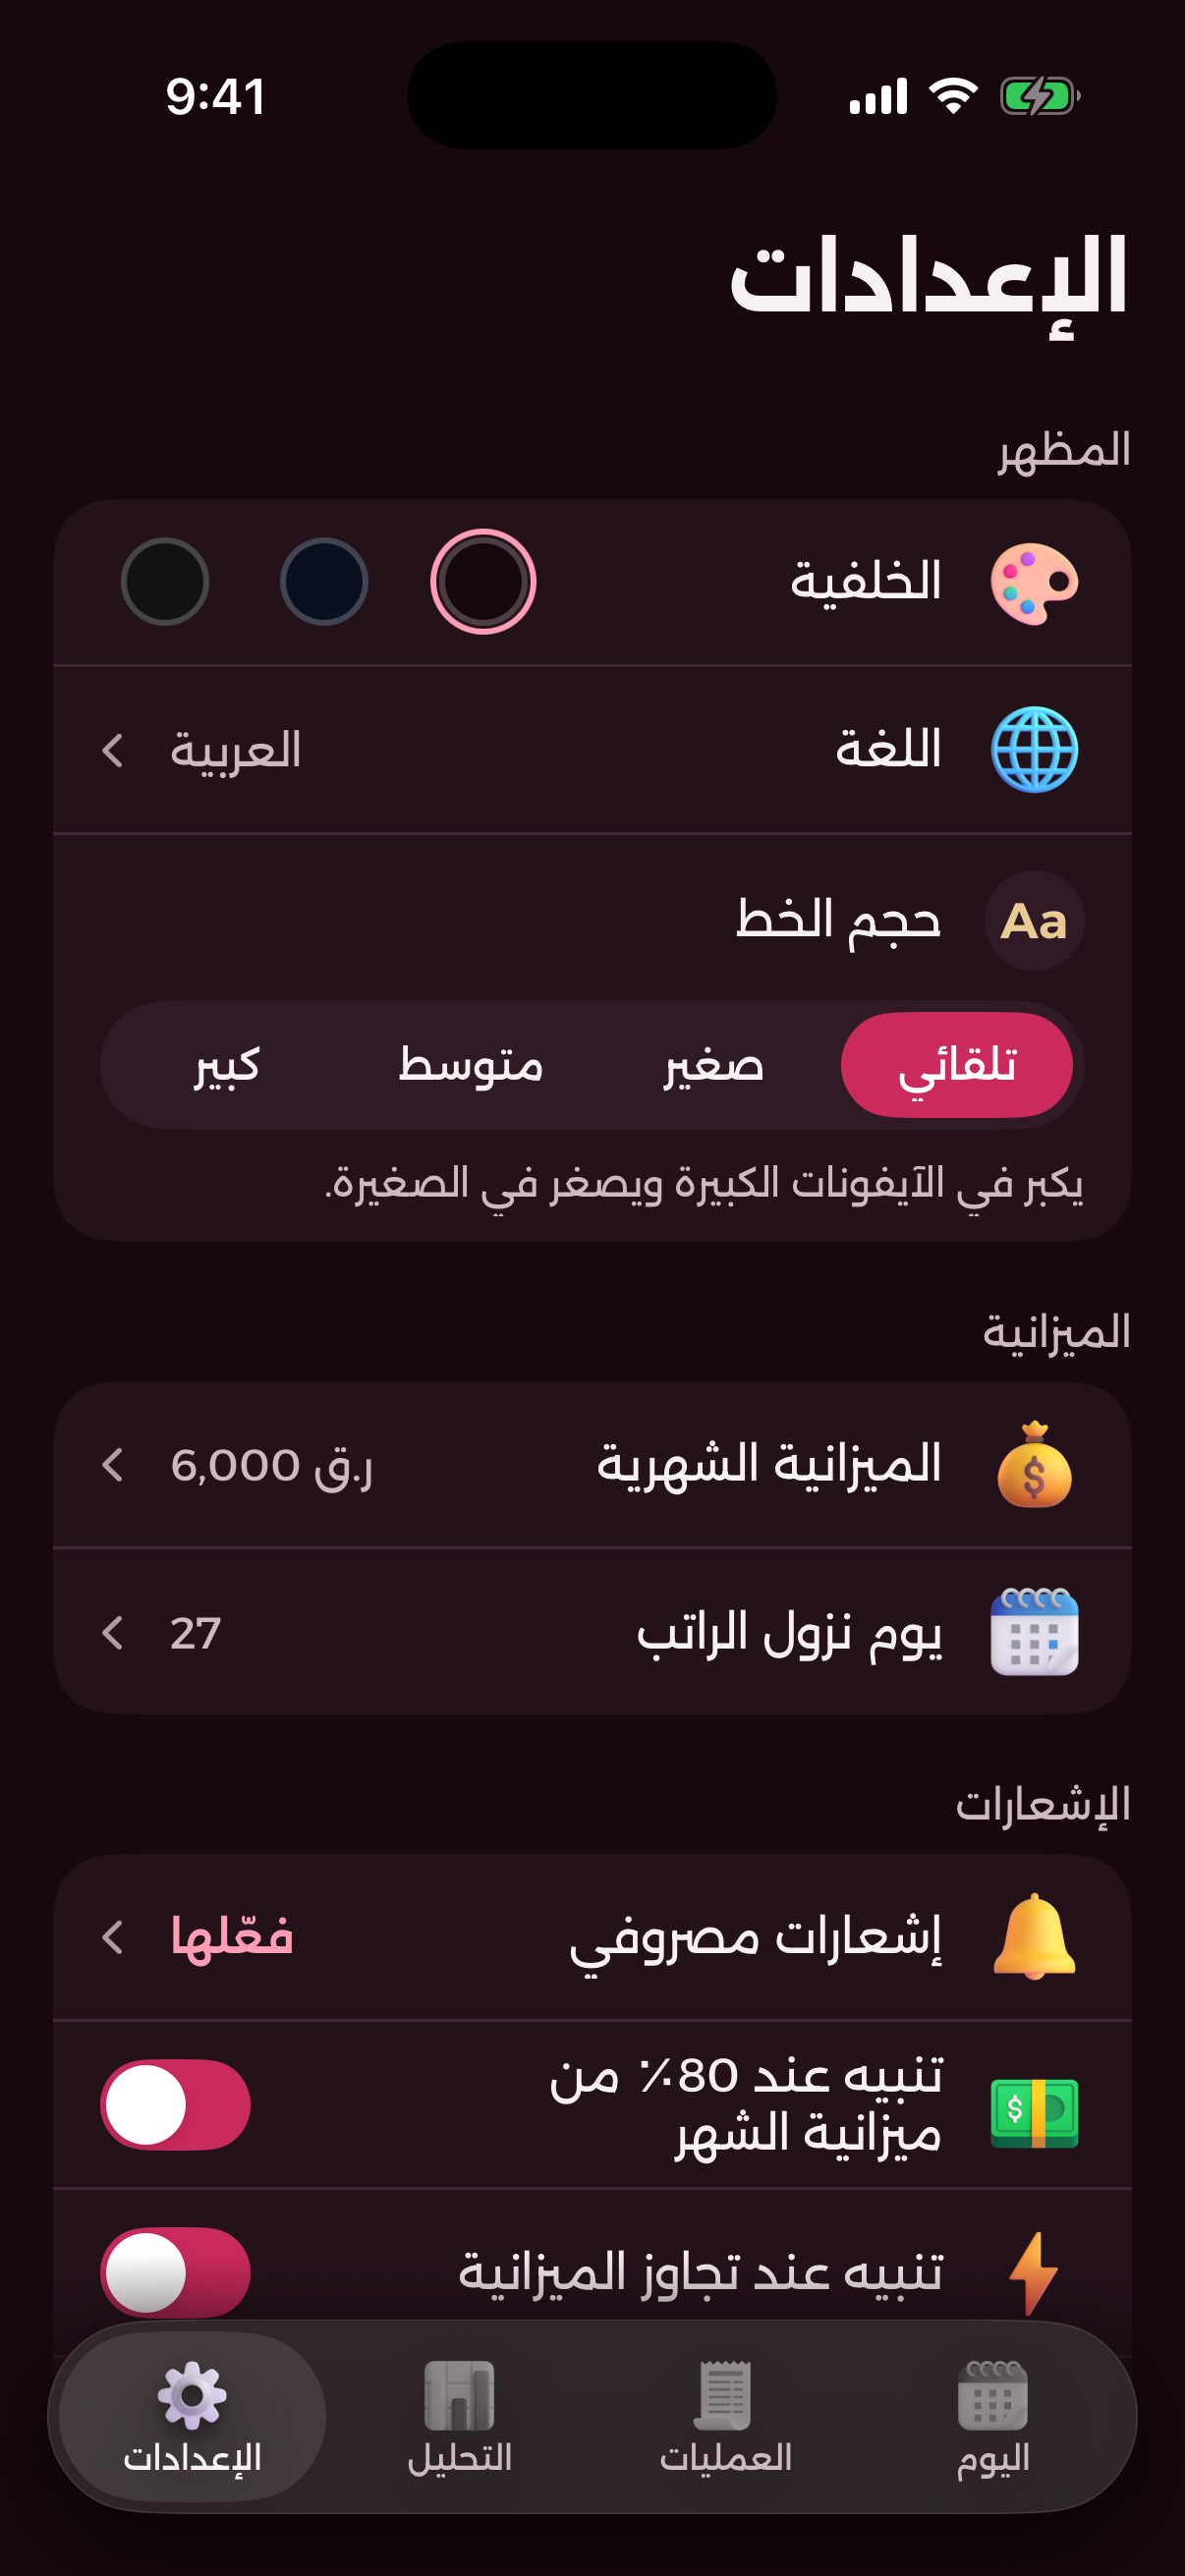 9:41
الإعدادات
المظهر
الخلفية
اللغة
العربية
Aa
حجم الخط
تلقائي
صغير
متوسط
كبير
يكبر في الآيفونات الكبيرة ويصغر في الصغيرة.
الميزانية
الميزانية الشهرية
ر.ق 6,000
يوم نزول الراتب
27
الإشعارات
إشعارات مصروفي
فعّلها
تنبيه عند 80٪ من
ميزانية الشهر
تنبيه عند تجاوز الميزانية
اليوم
العمليات
التحليل
الإعدادات